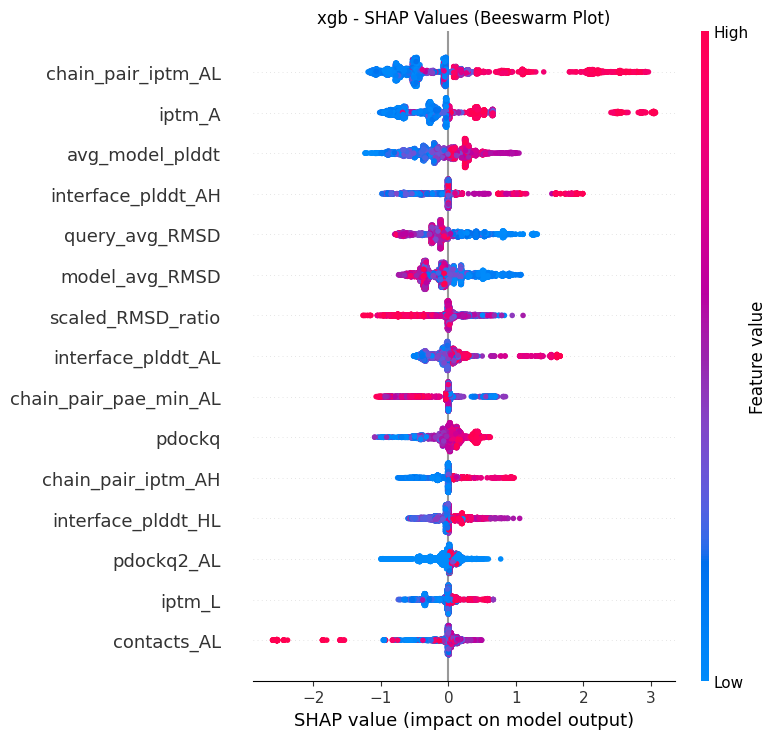 xgb - SHAP Values (Beeswarm Plot)
High
chain_pair_iptm_AL
iptm_A
avg_model_plddt
interface_plddt_AH
query_avg_RMSD
model_avg_RMSD
scaled_RMSD_ratio
interface_plddt_AL
chain_pair_pae_min_AL
pdockq
chain_pair_iptm_AH
interface_plddt_HL
pdockq2_AL
iptm_L
contacts_AL
Feature value
Low
−2 −1 0 1 2 3
SHAP value (impact on model output)